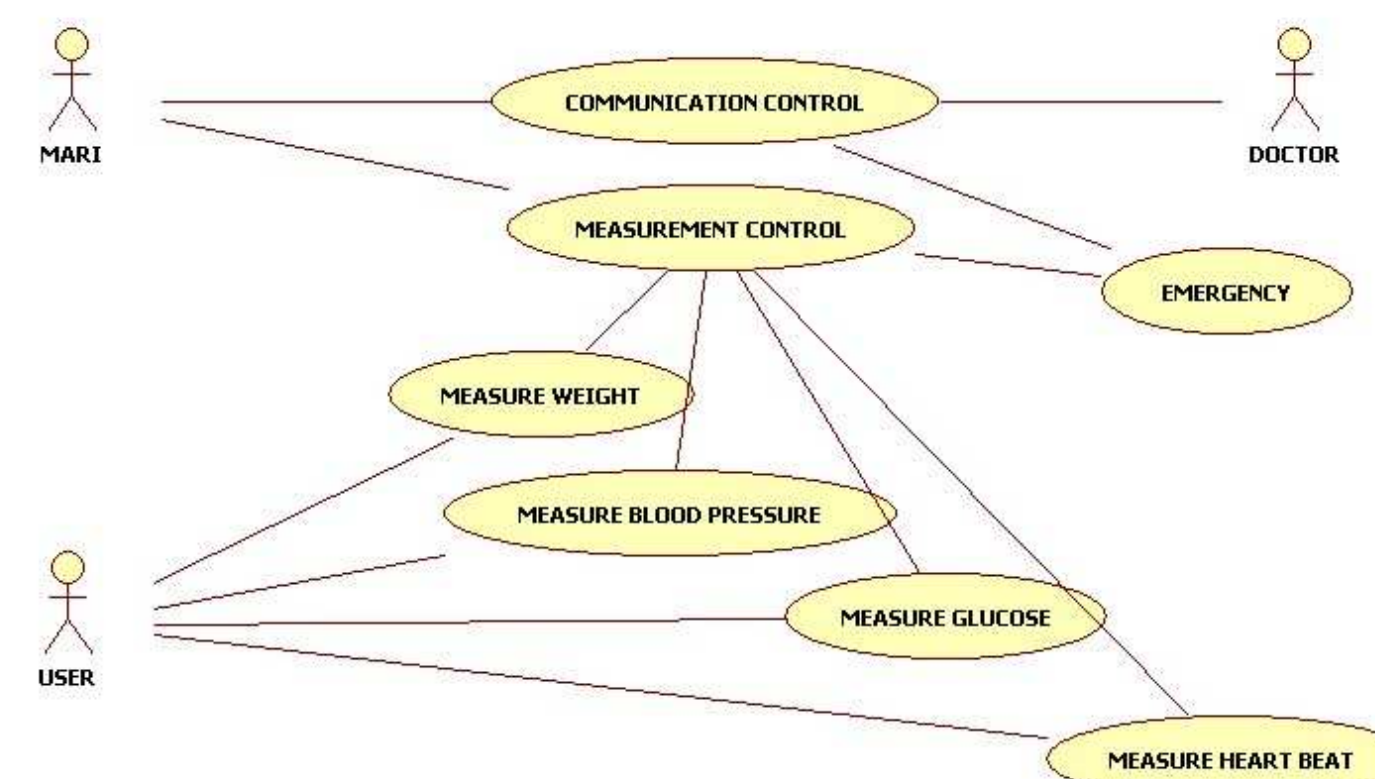 COMMUNICATION CONTROL
MARI
DOCTOR
MEASUREMENT CONTROL
EMERGENCY
MEASURE WEIGHT
MEASURE BLOOD PRESSURE
MEASURE GLUCOSE
USER
MEASURE HEART BEAT